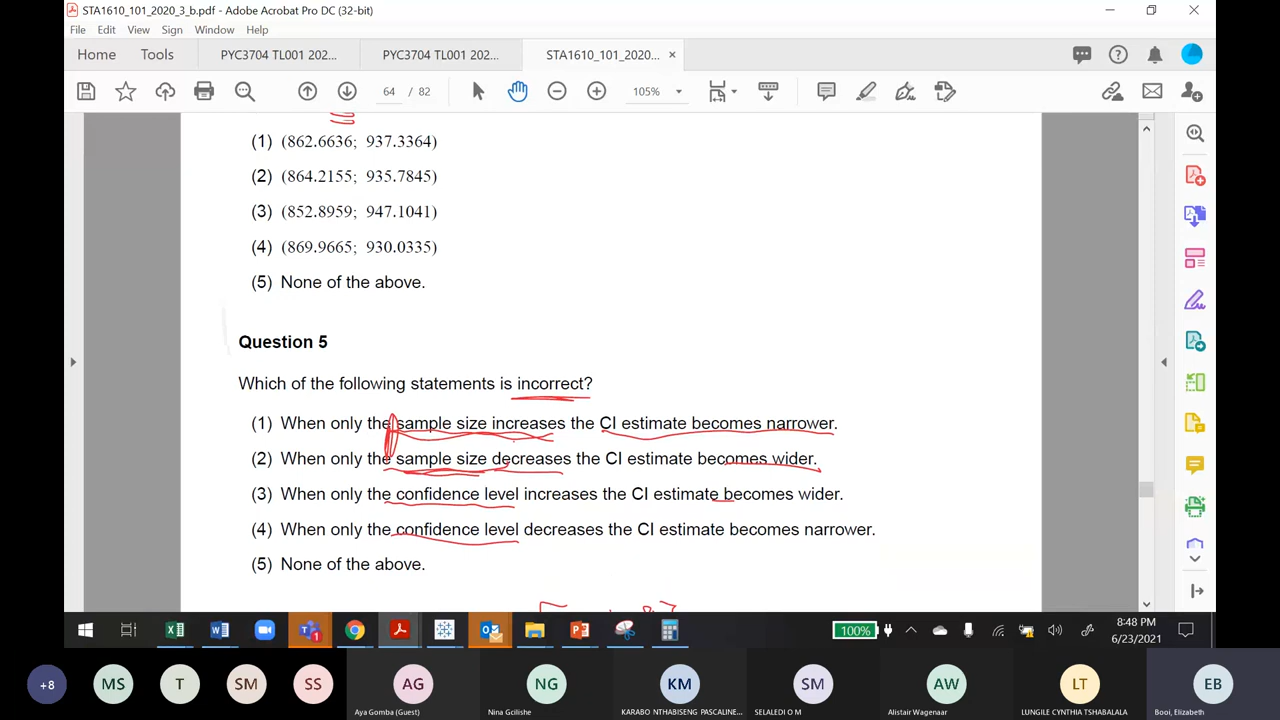 STA1610_101_2020_3_b.pdf - Adobe Acrobat Pro DC (32-bit)
File Edit View Sign Window Help
Home Tools PYC3704 TL001 202... PYC3704 TL001 202... STA1610_101_2020... ×
64 / 82 105%
(1) (862.6636; 937.3364)
(2) (864.2155; 935.7845)
(3) (852.8959; 947.1041)
(4) (869.9665; 930.0335)
(5) None of the above.
Question 5
Which of the following statements is incorrect?
(1) When only the sample size increases the CI estimate becomes narrower.
(2) When only the sample size decreases the CI estimate becomes wider.
(3) When only the confidence level increases the CI estimate becomes wider.
(4) When only the confidence level decreases the CI estimate becomes narrower.
(5) None of the above.
100% 8:48 PM
6/23/2021
+8 MS T SM SS AG NG KM SM AW LT EB
Aya Gomba (Guest) Nina Gcilishe KARABO NTHABISENG PASCALINE... SELALEDI O M Alistair Wagenaar LUNGILE CYNTHIA TSHABALALA Booi, Elizabeth